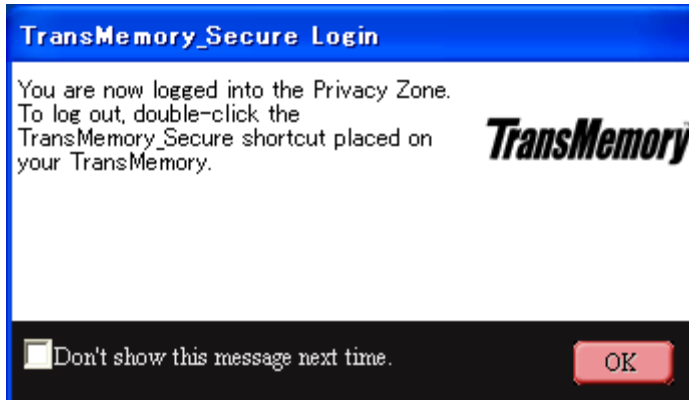 TransMemory_Secure Login
You are now logged into the Privacy Zone.
To log out, double-click the
TransMemory_Secure shortcut placed on
your TransMemory.
TransMemory
Don't show this message next time.
OK